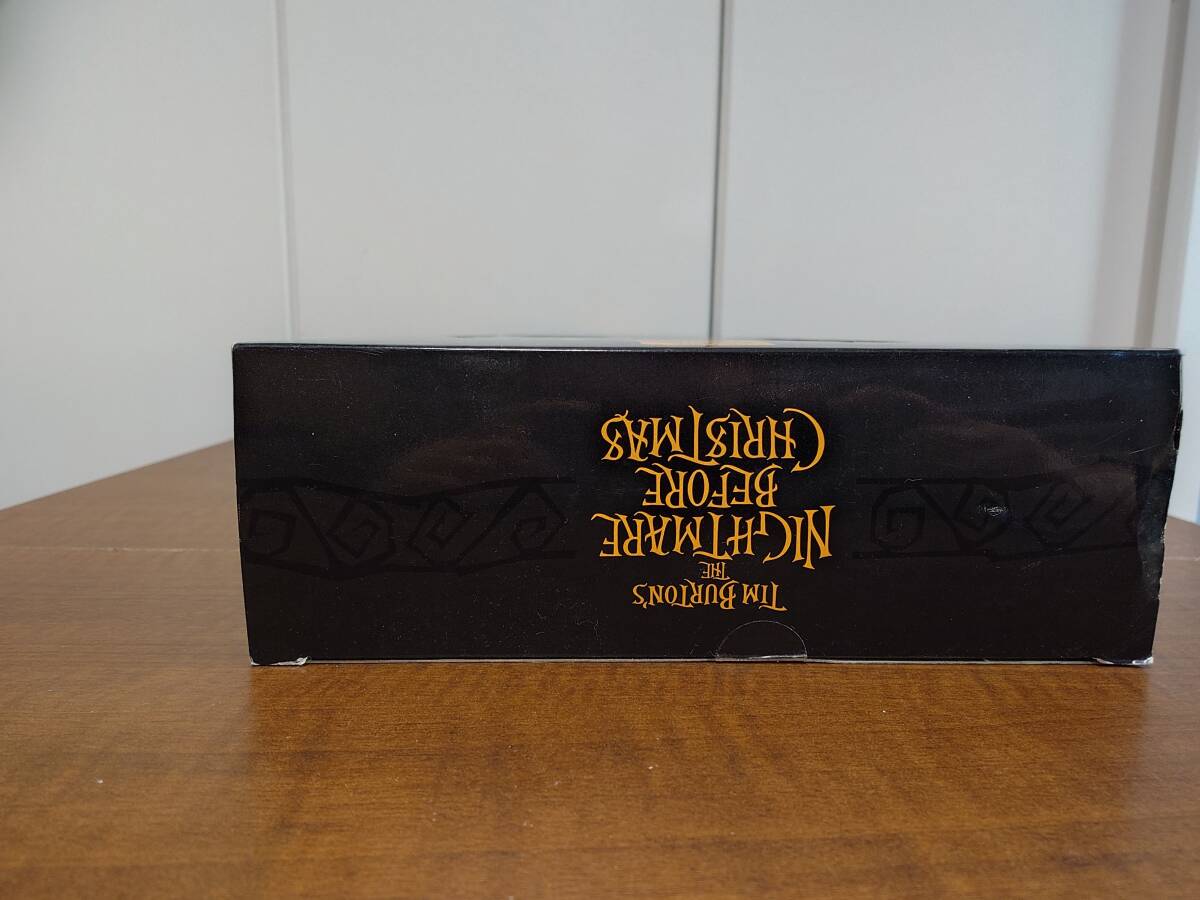 TIM BURTON'S
THE
NIGHTMARE
BEFORE
CHRISTMAS